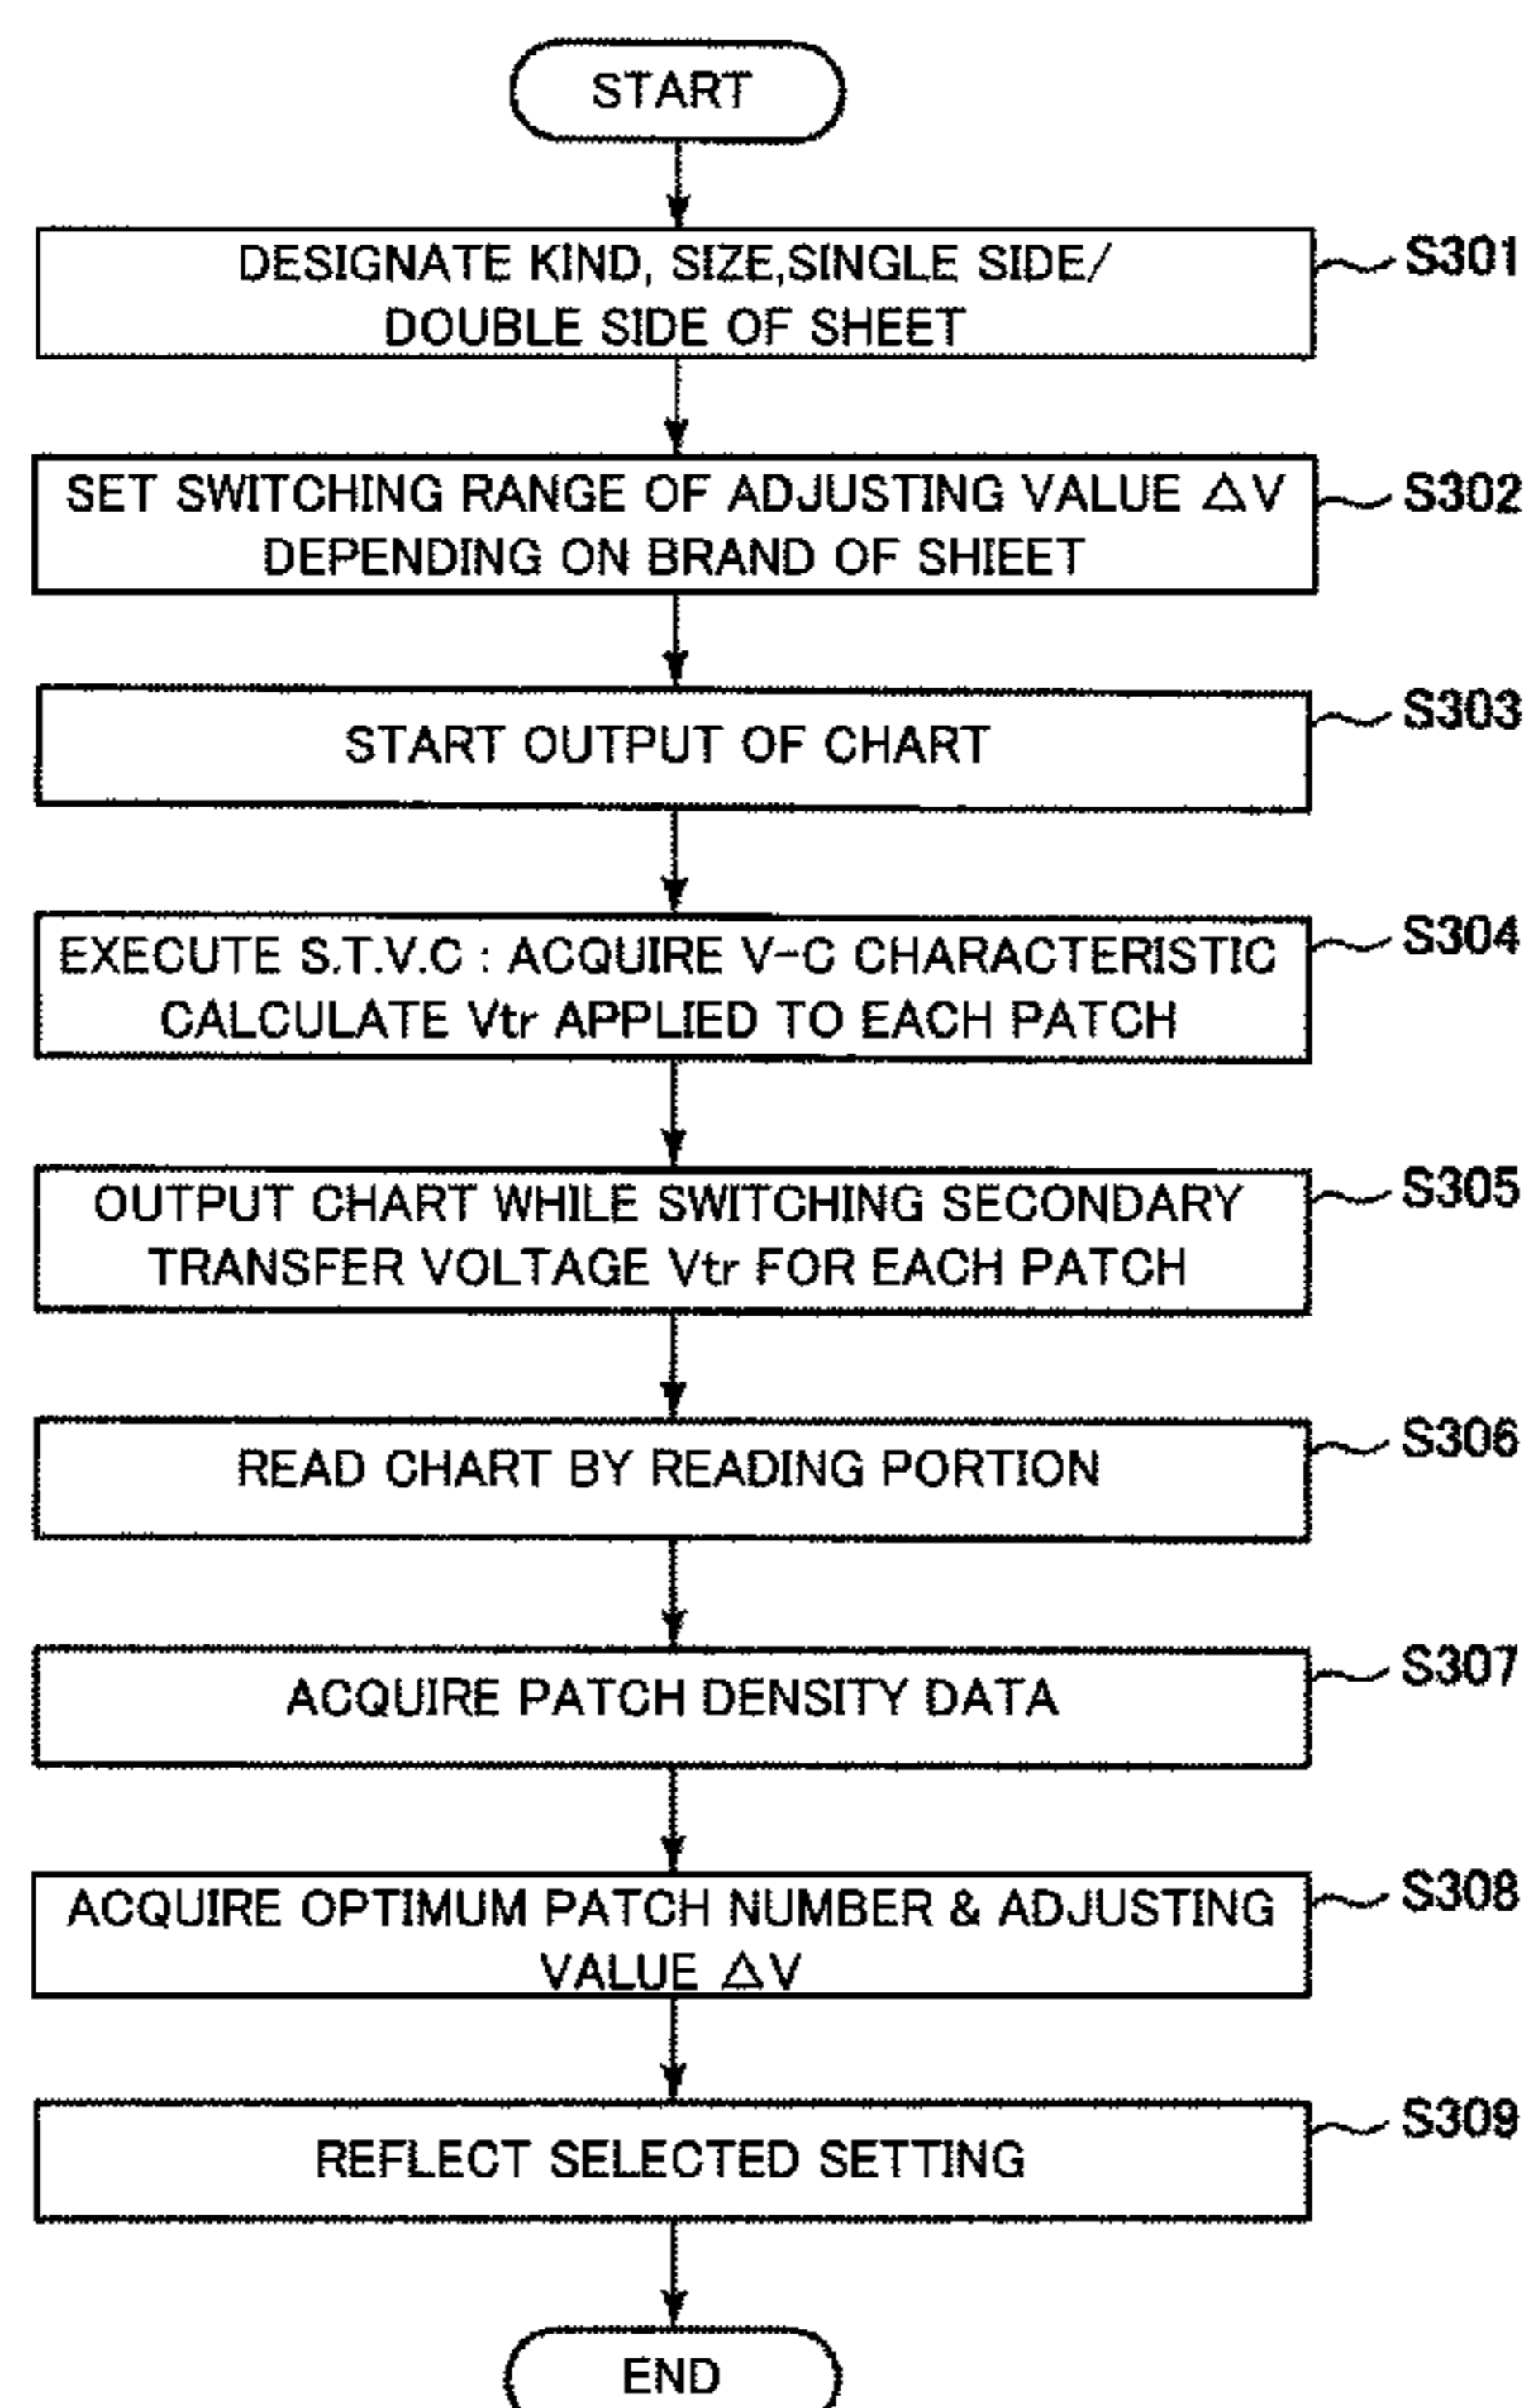 START
DESIGNATE KIND, SIZE,SINGLE SIDE/
DOUBLE SIDE OF SHEET
S301
SET SWITCHING RANGE OF ADJUSTING VALUE △V
DEPENDING ON BRAND OF SHIEET
S302
START OUTPUT OF CHART
S303
EXECUTE S.T.V.C : ACQUIRE V-C CHARACTERISTIC
CALCULATE Vtr APPLIED TO EACH PATCH
S304
OUTPUT CHART WHILE SWITCHING SECONDARY
TRANSFER VOLTAGE Vtr FOR EACH PATCH
S305
READ CHART BY READING PORTION
S306
ACQUIRE PATCH DENSITY DATA
S307
ACQUIRE OPTIMUM PATCH NUMBER & ADJUSTING
VALUE △V
S308
REFLECT SELECTED SETTING
S309
END